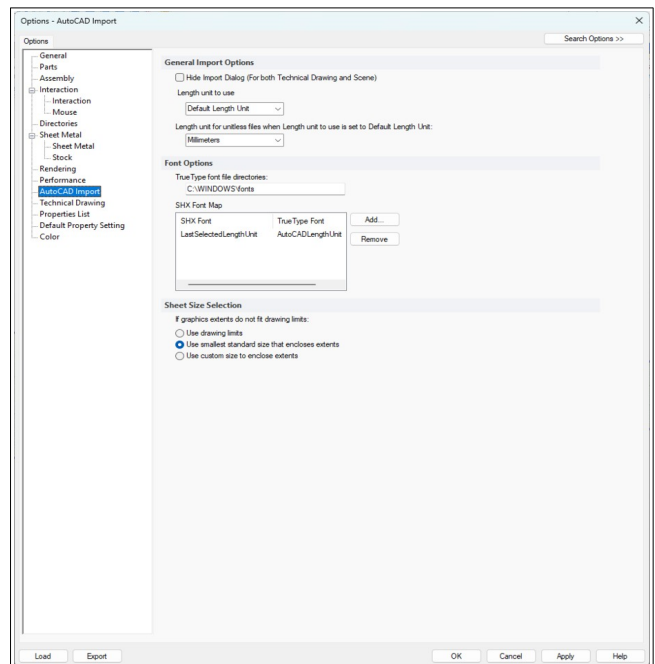 Options - AutoCAD Import
Options
Search Options >>
General
Parts
Assembly
Interaction
Interaction
Mouse
Directories
Sheet Metal
Sheet Metal
Stock
Rendering
Performance
AutoCAD Import
Technical Drawing
Properties List
Default Property Setting
Color
General Import Options
Hide Import Dialog (For both Technical Drawing and Scene)
Length unit to use
Default Length Unit
Length unit for unitless files when Length unit to use is set to Default Length Unit:
Millimeters
Font Options
TrueType font file directories:
C:\WINDOWS\fonts
SHX Font Map
SHX Font TrueType Font Add...
LastSelectedLengthUnit AutoCADLengthUnit
Remove
Sheet Size Selection
If graphics extents do not fit drawing limits:
Use drawing limits
Use smallest standard size that encloses extents
Use custom size to enclose extents
Load Export OK Cancel Apply Help